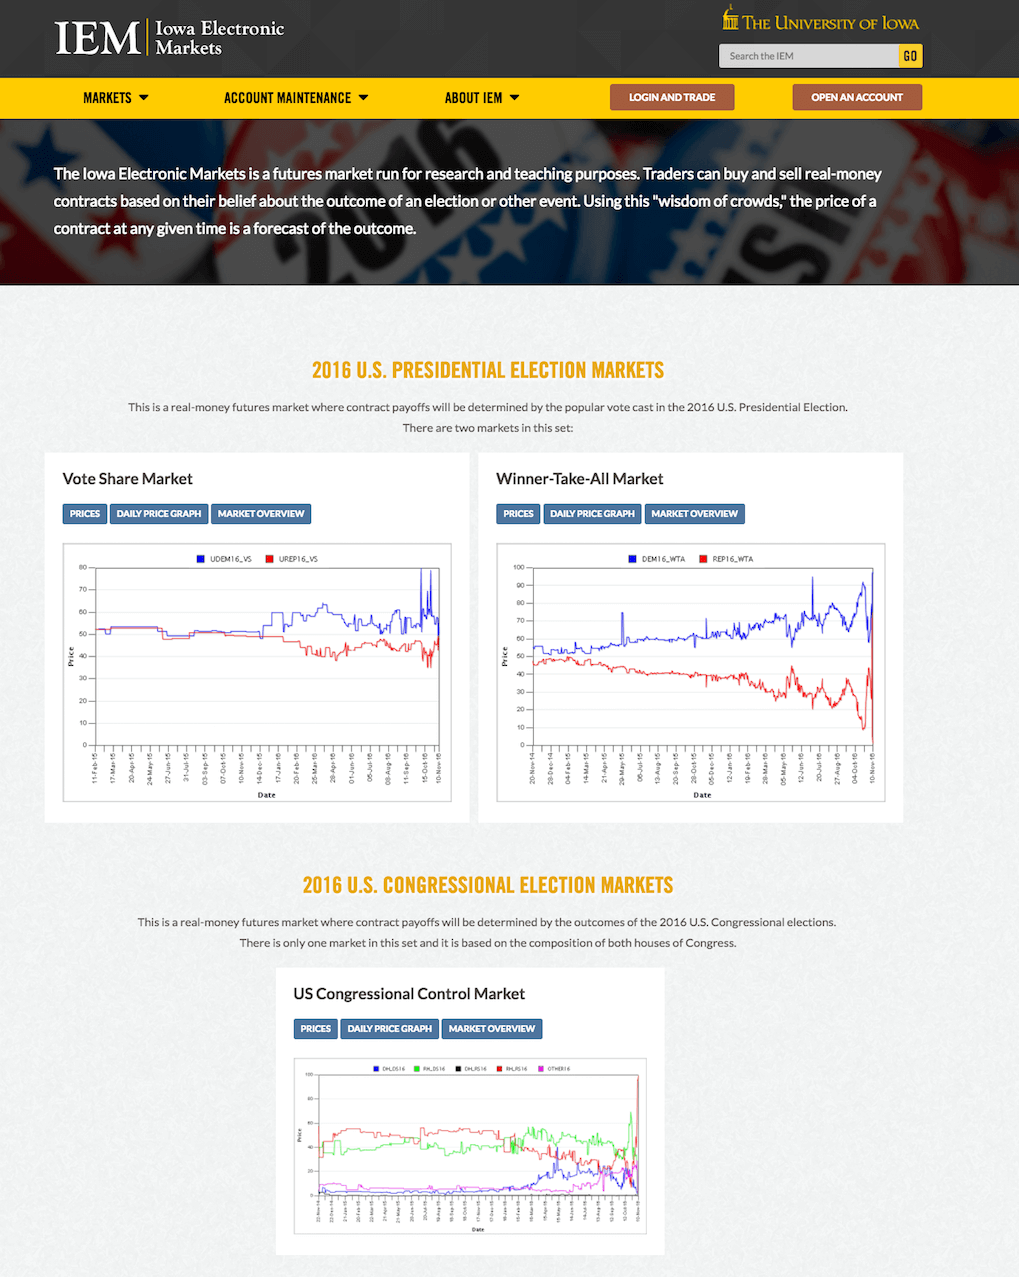 IEM Iowa Electronic
Markets
THE UNIVERSITY OF IOWA
Search the IEM GO
MARKETS ACCOUNT MAINTENANCE ABOUT IEM LOGIN AND TRADE OPEN AN ACCOUNT
2016
The Iowa Electronic Markets is a futures market run for research and teaching purposes. Traders can buy and sell real-money
contracts based on their belief about the outcome of an election or other event. Using this "wisdom of crowds," the price of a
contract at any given time is a forecast of the outcome.
2016 U.S. PRESIDENTIAL ELECTION MARKETS
This is a real-money futures market where contract payoffs will be determined by the popular vote cast in the 2016 U.S. Presidential Election.
There are two markets in this set:
Vote Share Market
PRICES DAILY PRICE GRAPH MARKET OVERVIEW
UDEM16_VS UREP16_VS
80
70
60
50
40
30
20
10
0
Price
11-Feb-15 17-Mar-15 20-Apr-15 24-May-15 27-Jun-15 31-Jul-15 03-Sep-15 07-Oct-15 10-Nov-15 14-Dec-15 17-Jan-16 20-Feb-16 25-Mar-16 28-Apr-16 01-Jun-16 05-Jul-16 08-Aug-16 11-Sep-16 15-Oct-16 10-Nov-16
Date
Winner-Take-All Market
PRICES DAILY PRICE GRAPH MARKET OVERVIEW
DEM16_WTA REP16_WTA
100
90
80
70
60
50
40
30
20
10
0
Price
20-Nov-14 28-Dec-14 04-Feb-15 14-Mar-15 21-Apr-15 29-May-15 06-Jul-15 13-Aug-15 20-Sep-15 28-Oct-15 05-Dec-15 12-Jan-16 19-Feb-16 28-Mar-16 05-May-16 12-Jun-16 20-Jul-16 27-Aug-16 04-Oct-16 10-Nov-16
Date
2016 U.S. CONGRESSIONAL ELECTION MARKETS
This is a real-money futures market where contract payoffs will be determined by the outcomes of the 2016 U.S. Congressional elections.
There is only one market in this set and it is based on the composition of both houses of Congress.
US Congressional Control Market
PRICES DAILY PRICE GRAPH MARKET OVERVIEW
DH_DS16 RH_DS16 DH_RS16 RH_RS16 OTHER16
100
80
60
40
20
0
Price
Date